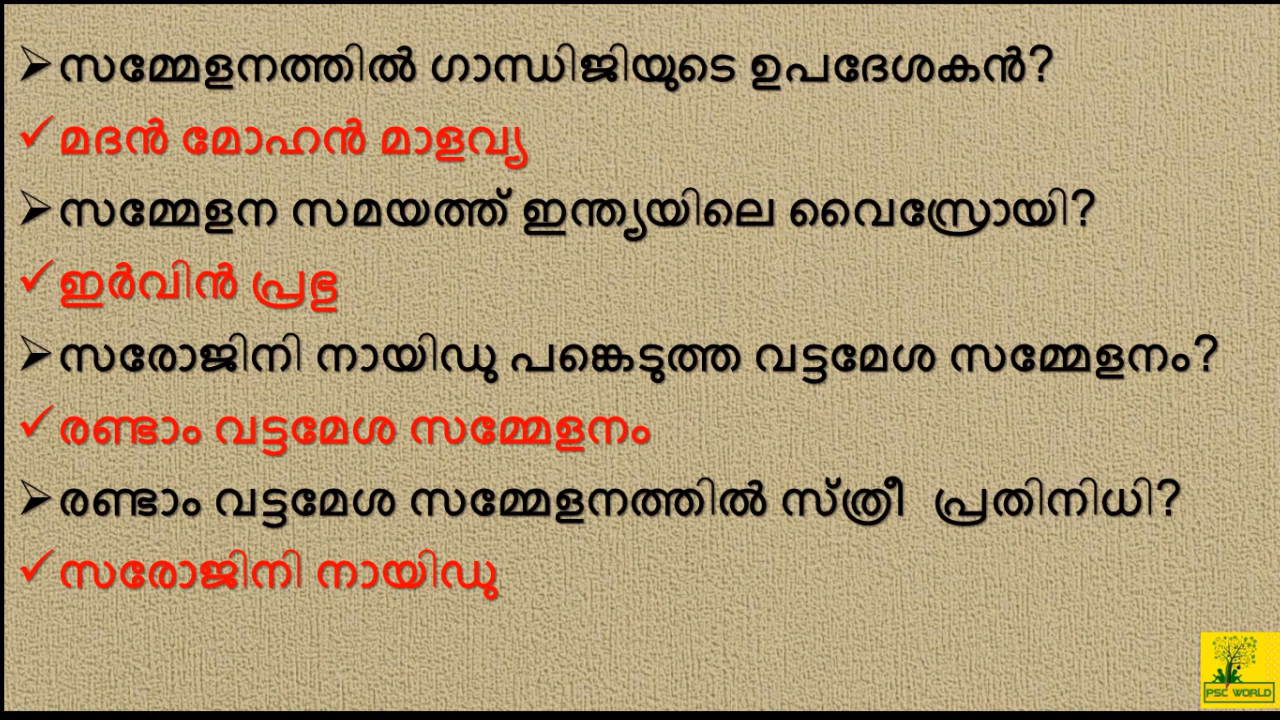 ➢സമ്മേളനത്തിൽ ഗാന്ധിജിയുടെ ഉപദേശകൻ?
✓മദൻ മോഹൻ മാളവ്യ
➢സമ്മേളന സമയത്ത് ഇന്ത്യയിലെ വൈസ്രോയി?
✓ഇർവിൻ പ്രഭു
➢സരോജിനി നായിഡു പങ്കെടുത്ത വട്ടമേശ സമ്മേളനം?
✓രണ്ടാം വട്ടമേശ സമ്മേളനം
➢രണ്ടാം വട്ടമേശ സമ്മേളനത്തിൽ സ്ത്രീ പ്രതിനിധി?
✓സരോജിനി നായിഡു
PSC WORLD